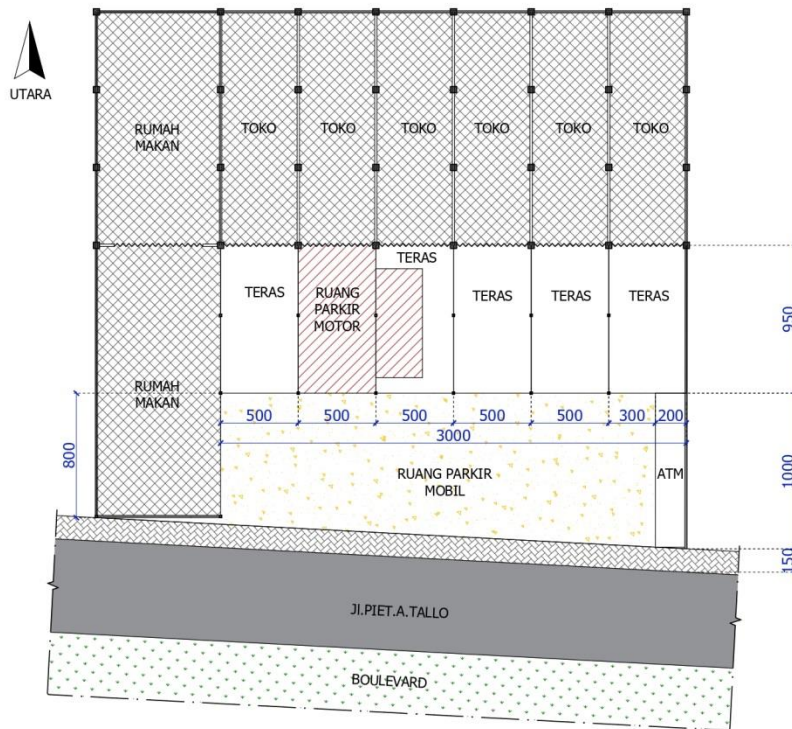 UTARA
RUMAH
MAKAN
TOKO
TOKO
TOKO
TOKO
TOKO
TOKO
TERAS
TERAS
RUANG
PARKIR
MOTOR
TERAS
TERAS
TERAS
950
RUMAH
MAKAN
800
500
500
500
500
500
300
200
3000
RUANG PARKIR
MOBIL
ATM
1000
150
Jl.PIET.A.TALLO
BOULEVARD